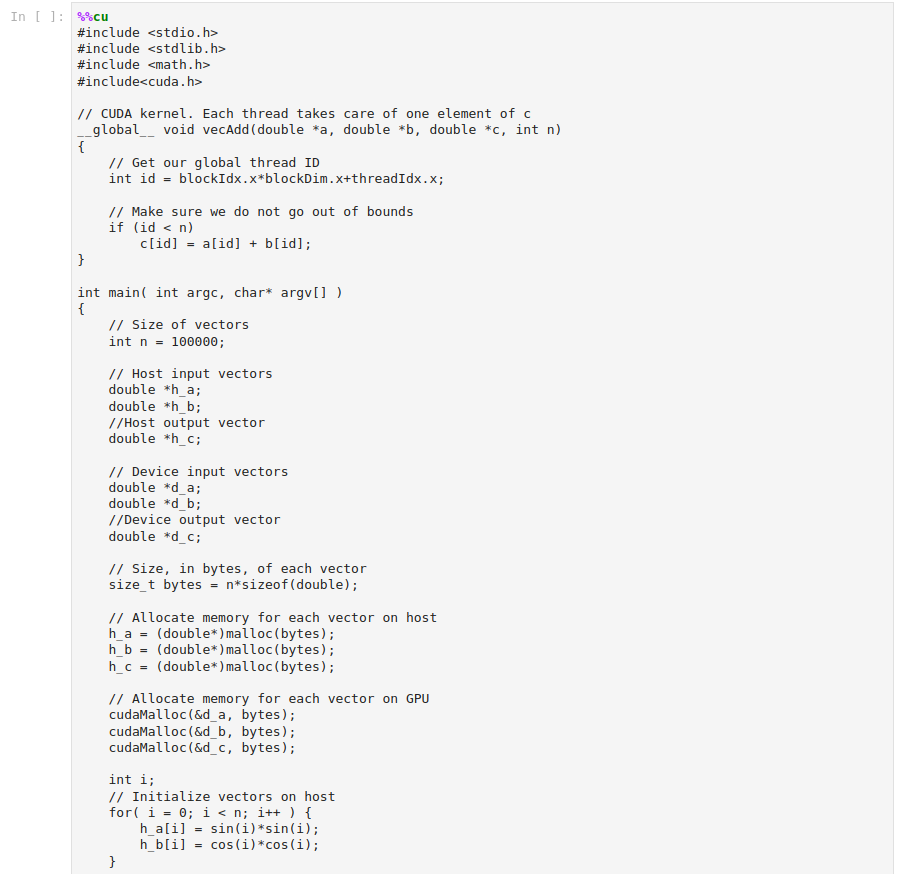 In [ ]:
%%cu
#include <stdio.h>
#include <stdlib.h>
#include <math.h>
#include<cuda.h>

// CUDA kernel. Each thread takes care of one element of c
__global__ void vecAdd(double *a, double *b, double *c, int n)
{
    // Get our global thread ID
    int id = blockIdx.x*blockDim.x+threadIdx.x;

    // Make sure we do not go out of bounds
    if (id < n)
        c[id] = a[id] + b[id];
}

int main( int argc, char* argv[] )
{
    // Size of vectors
    int n = 100000;

    // Host input vectors
    double *h_a;
    double *h_b;
    //Host output vector
    double *h_c;

    // Device input vectors
    double *d_a;
    double *d_b;
    //Device output vector
    double *d_c;

    // Size, in bytes, of each vector
    size_t bytes = n*sizeof(double);

    // Allocate memory for each vector on host
    h_a = (double*)malloc(bytes);
    h_b = (double*)malloc(bytes);
    h_c = (double*)malloc(bytes);

    // Allocate memory for each vector on GPU
    cudaMalloc(&d_a, bytes);
    cudaMalloc(&d_b, bytes);
    cudaMalloc(&d_c, bytes);

    int i;
    // Initialize vectors on host
    for( i = 0; i < n; i++ ) {
        h_a[i] = sin(i)*sin(i);
        h_b[i] = cos(i)*cos(i);
    }